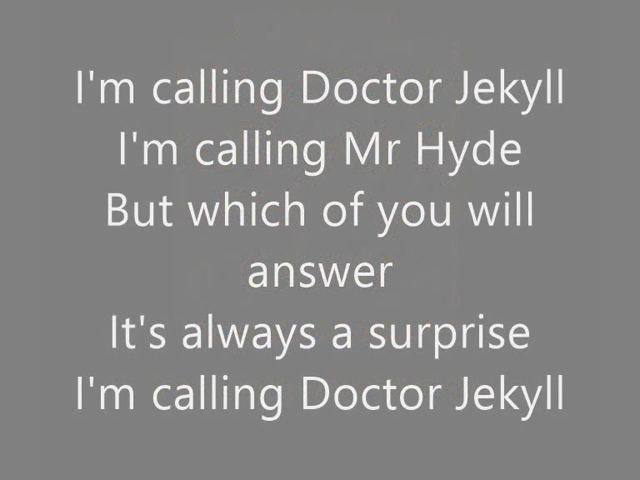 I'm calling Doctor Jekyll
I'm calling Mr Hyde
But which of you will
answer
It's always a surprise
I'm calling Doctor Jekyll